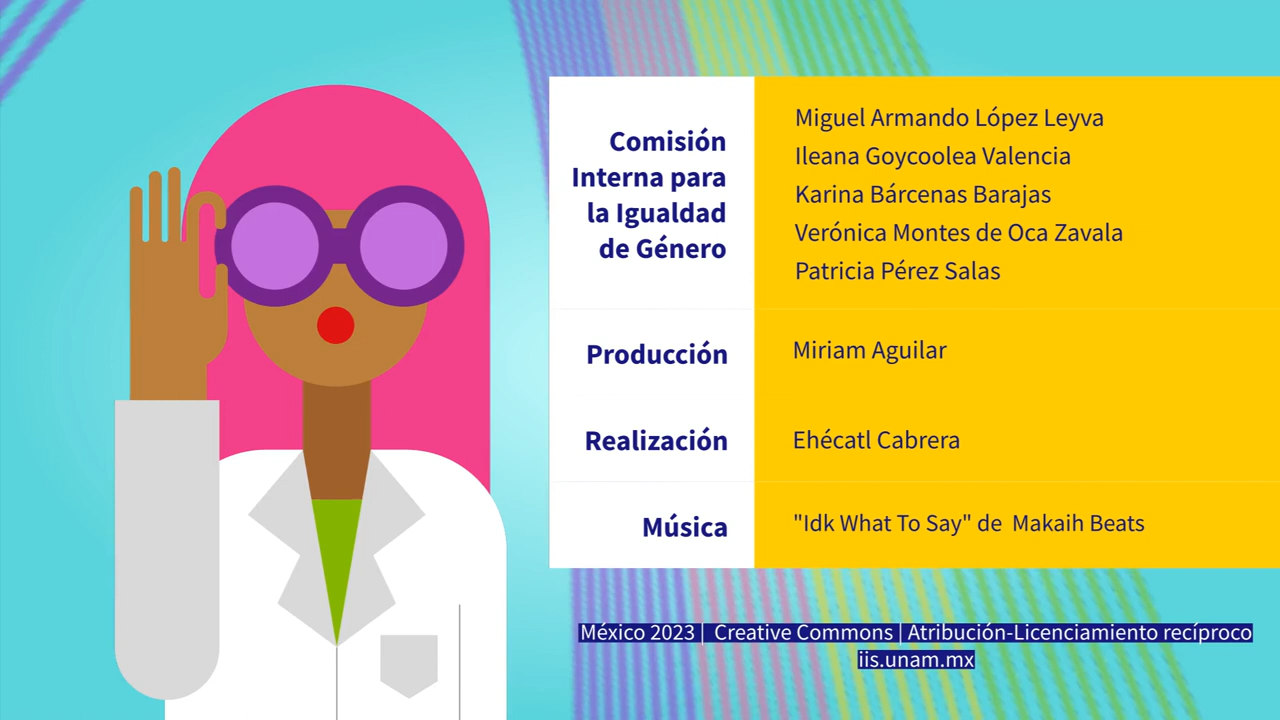 Comisión
Interna para
la Igualdad
de Género
Miguel Armando López Leyva
Ileana Goycoolea Valencia
Karina Bárcenas Barajas
Verónica Montes de Oca Zavala
Patricia Pérez Salas
Producción
Miriam Aguilar
Realización
Ehécatl Cabrera
Música
"Idk What To Say" de Makaih Beats
México 2023 | Creative Commons | Atribución-Licenciamiento recíproco
iis.unam.mx